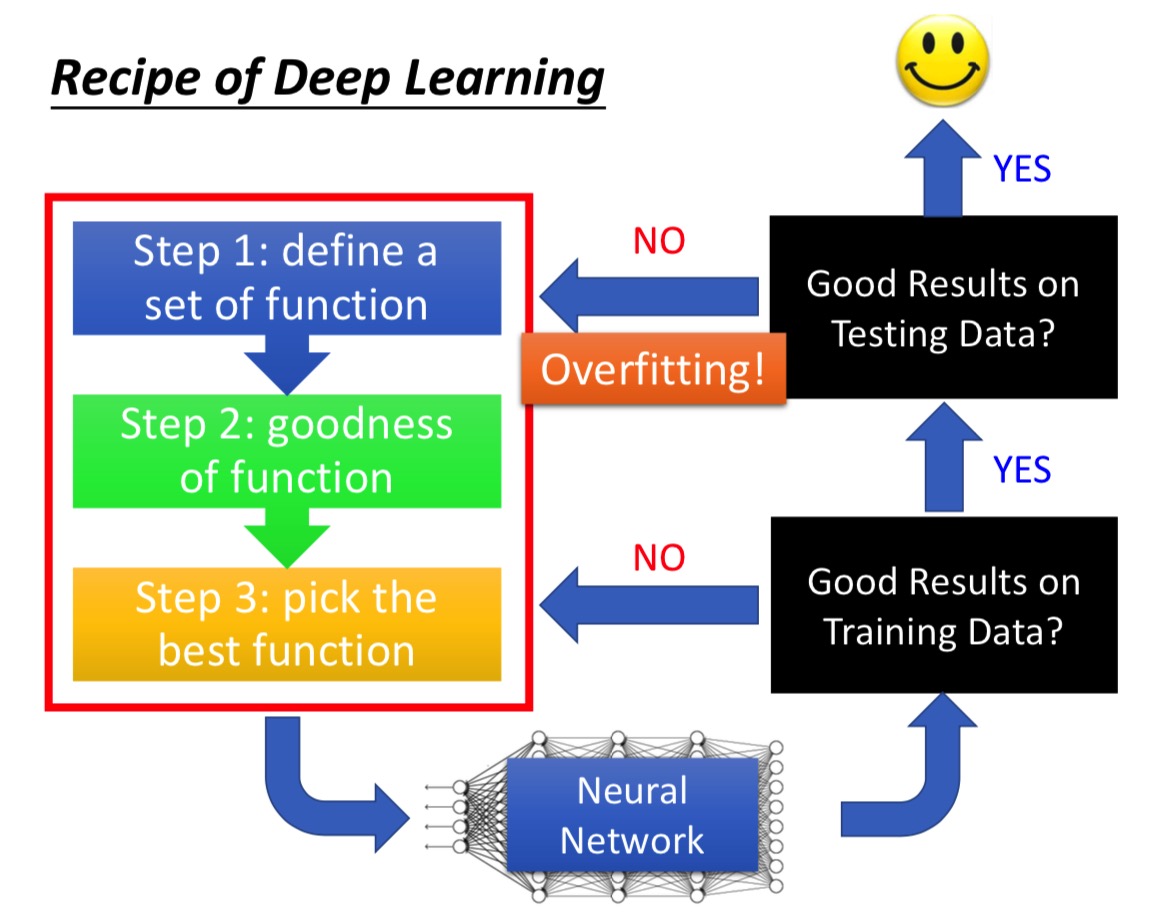 Recipe of Deep Learning
YES
Step 1: define a
set of function
NO
Good Results on
Testing Data?
Overfitting!
Step 2: goodness
of function
YES
Step 3: pick the
best function
NO
Good Results on
Training Data?
Neural
Network